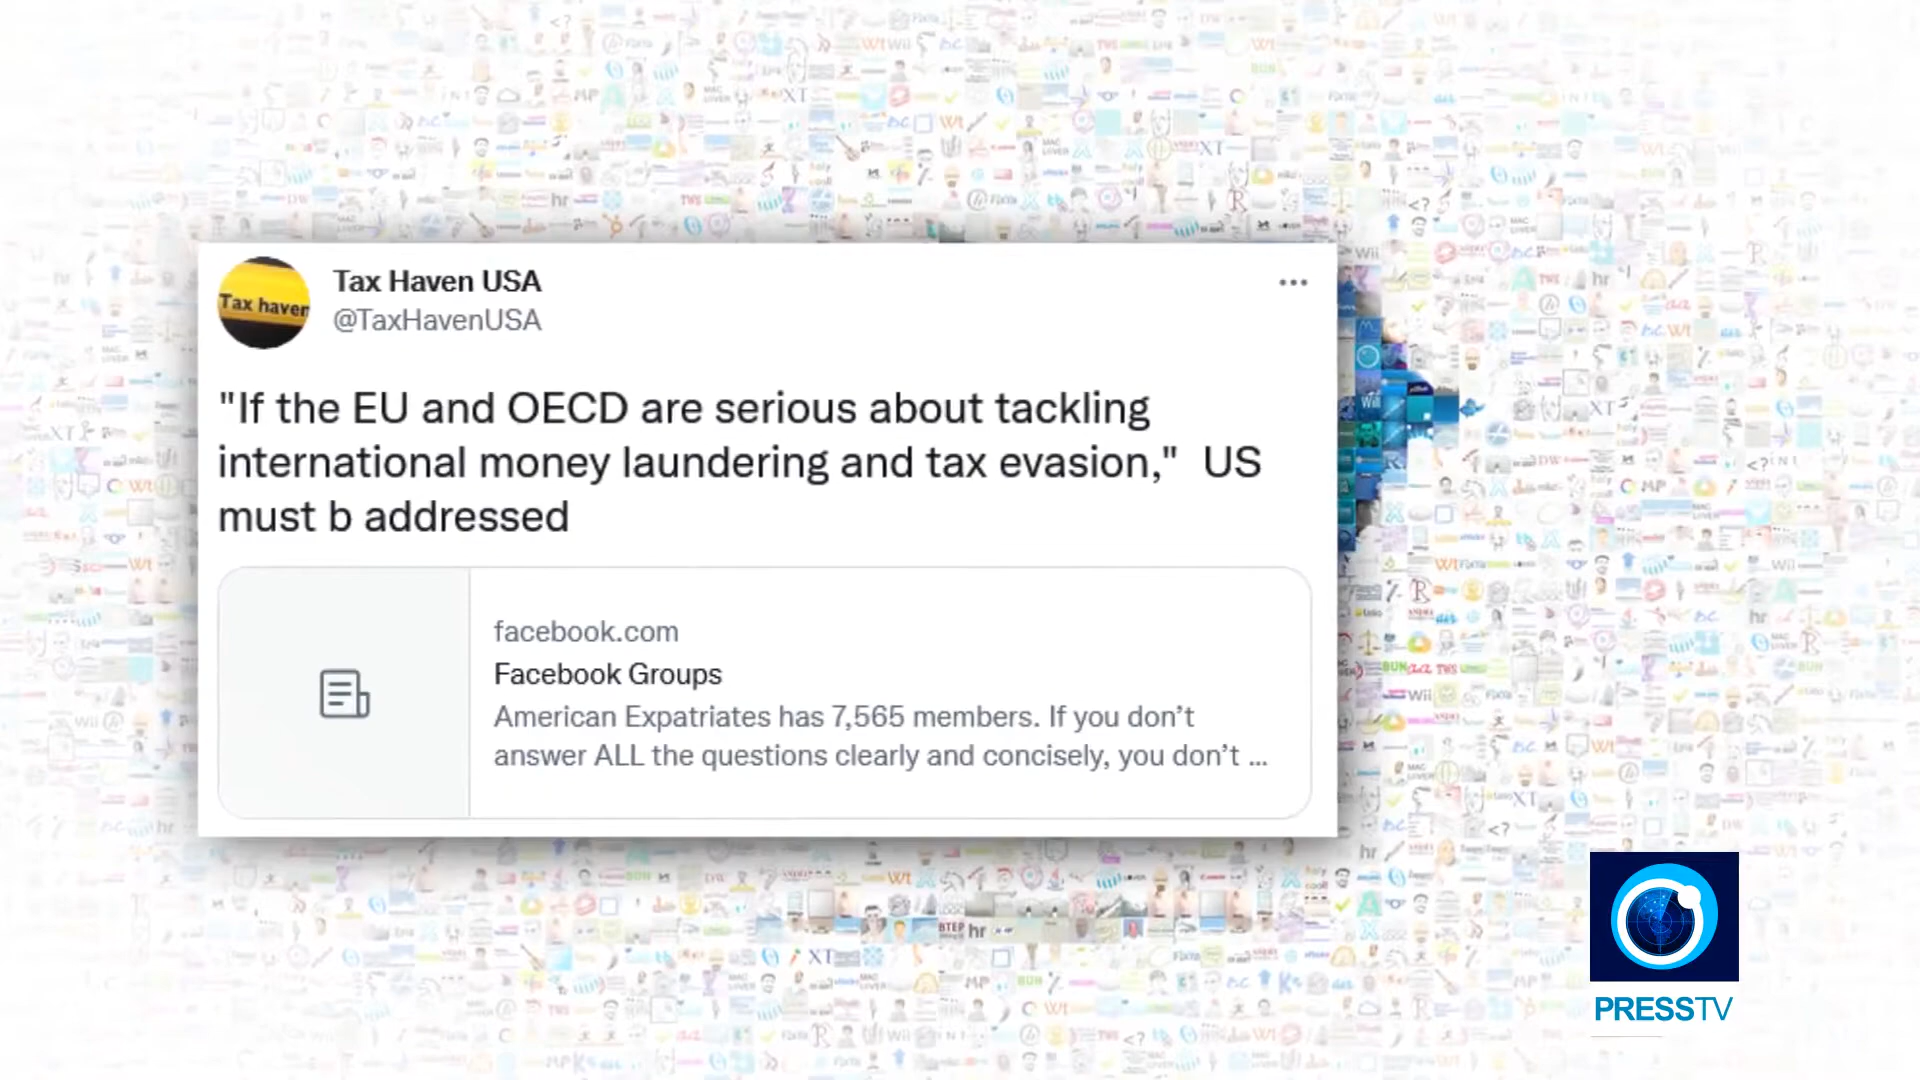 Tax haven
Tax Haven USA
@TaxHavenUSA
"If the EU and OECD are serious about tackling
international money laundering and tax evasion,"  US
must b addressed
facebook.com
Facebook Groups
American Expatriates has 7,565 members. If you don’t
answer ALL the questions clearly and concisely, you don’t ...
PRESSTV